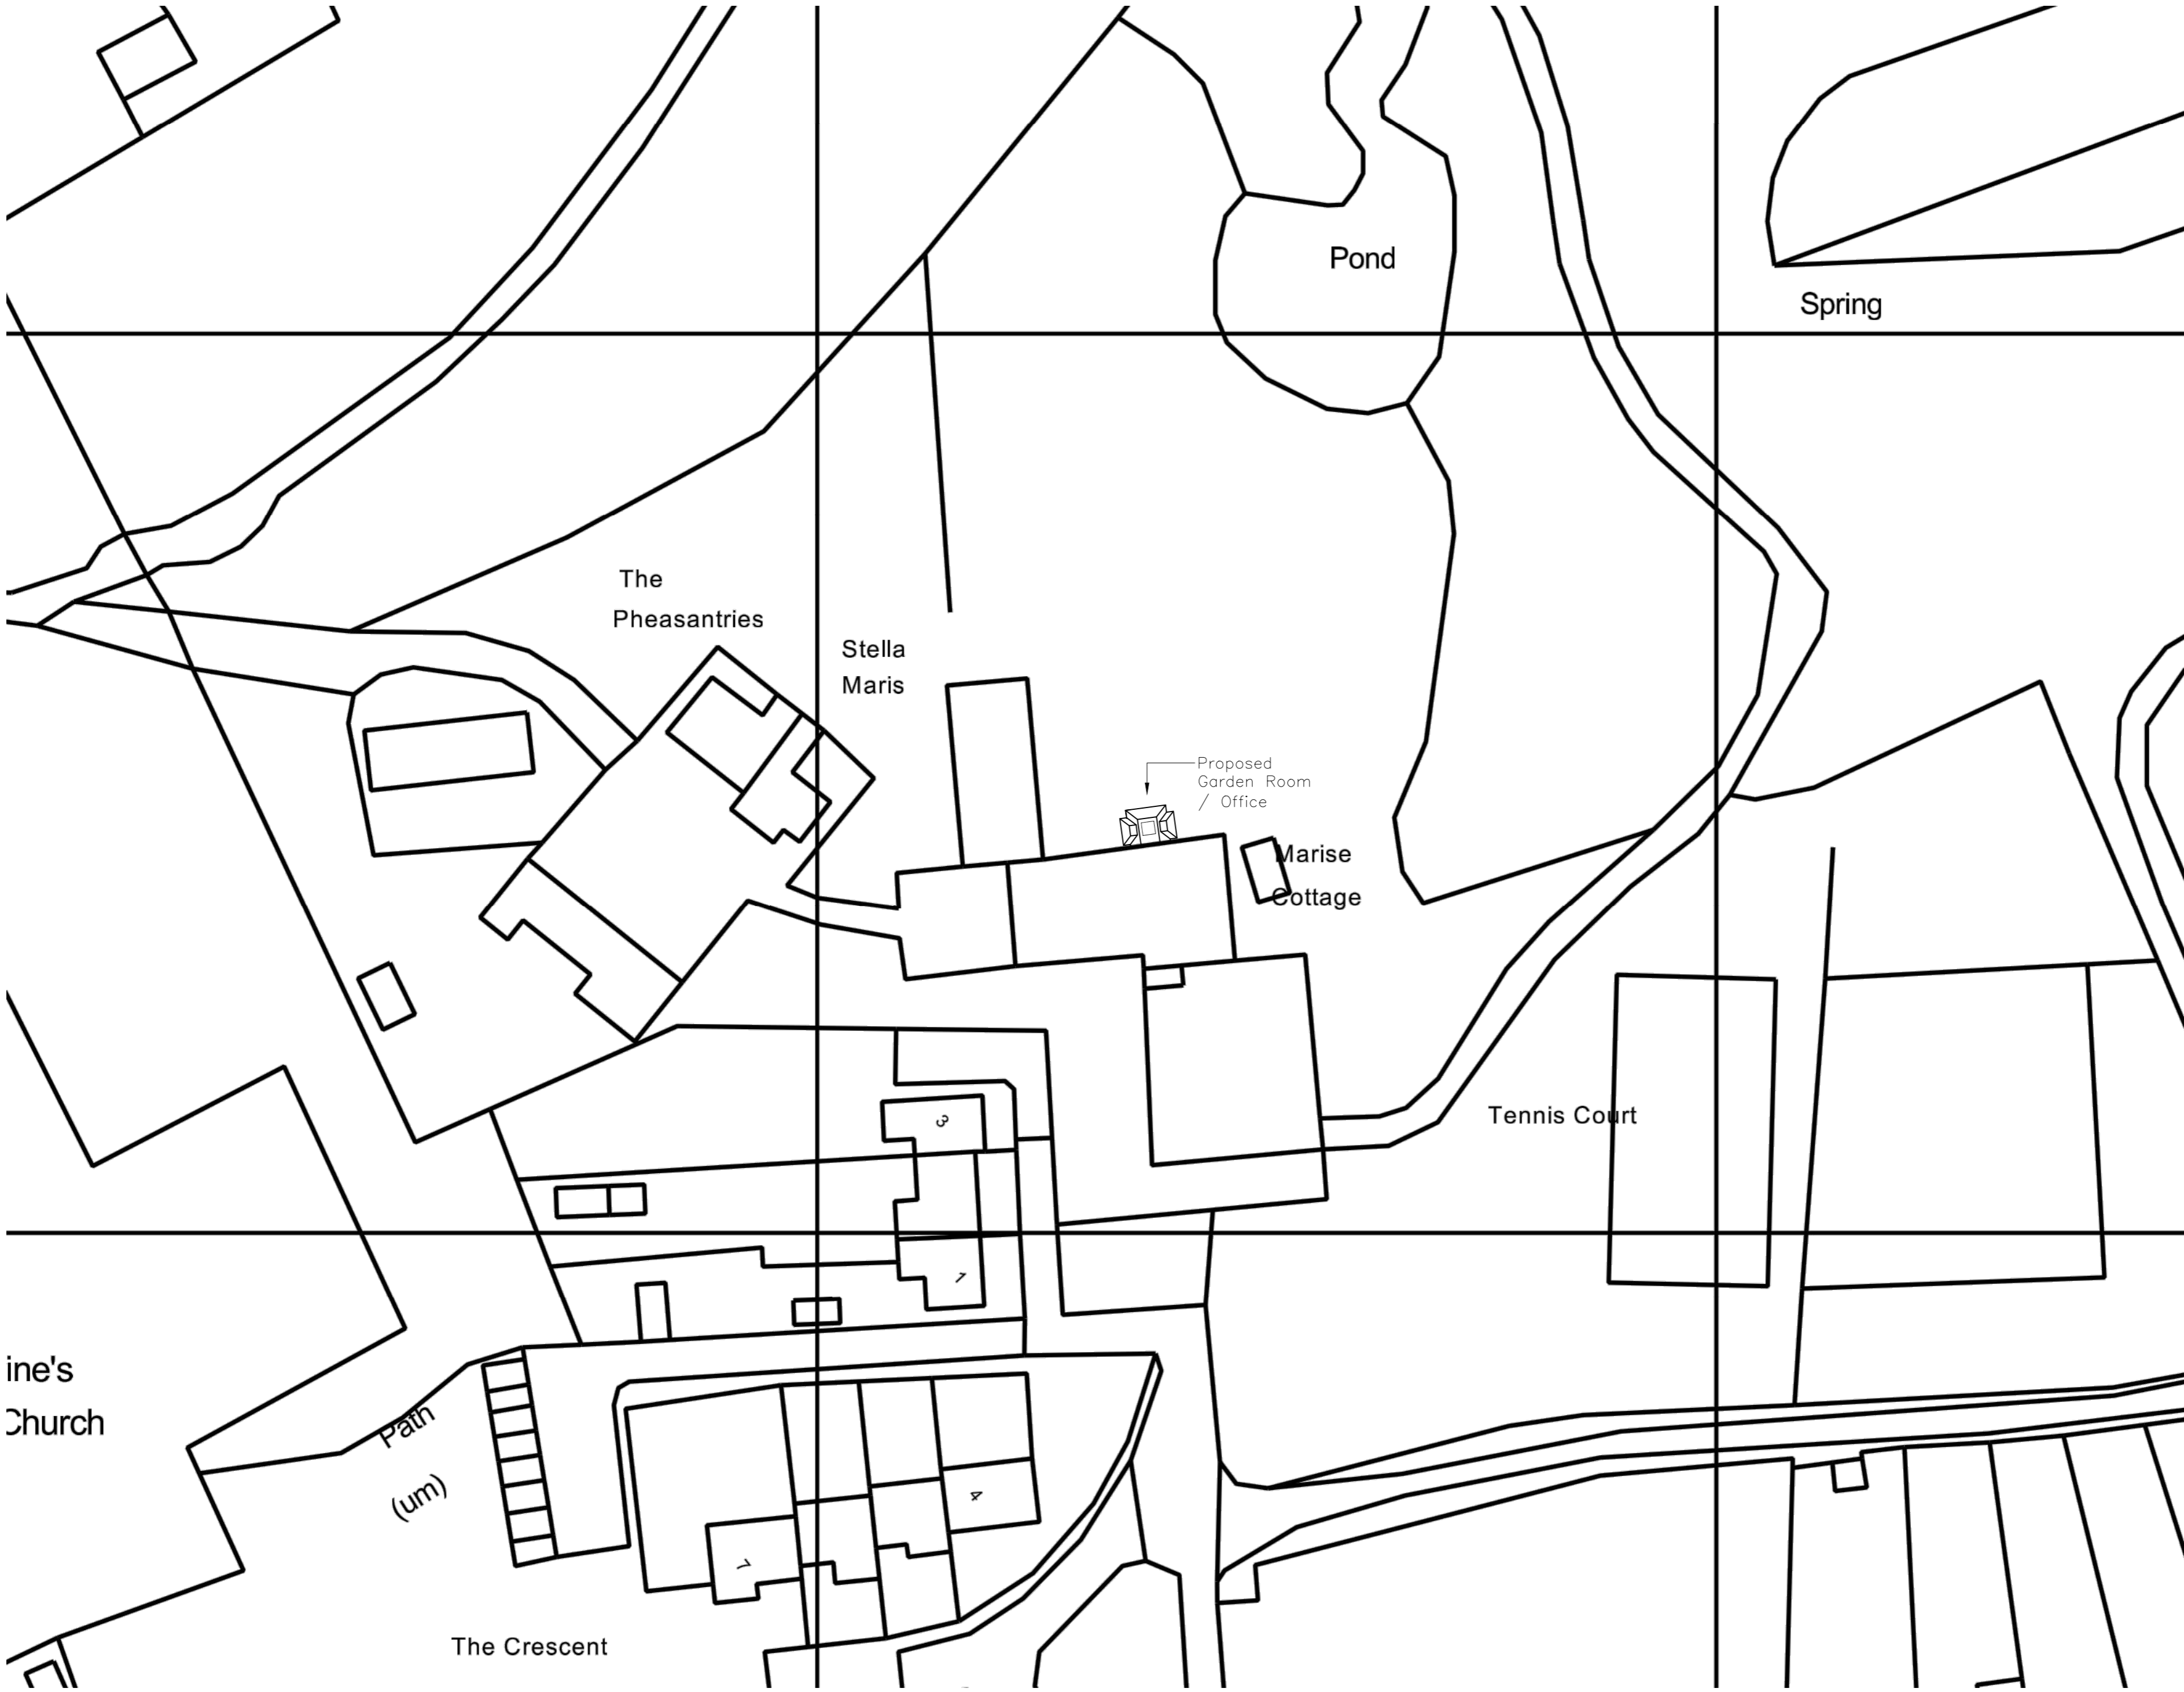 Pond
Spring
The
Pheasantries
Stella
Maris
Proposed
Garden Room
/ Office
Marise
Cottage
Tennis Court
3
1
ine's
Church
Path
(um)
4
7
The Crescent